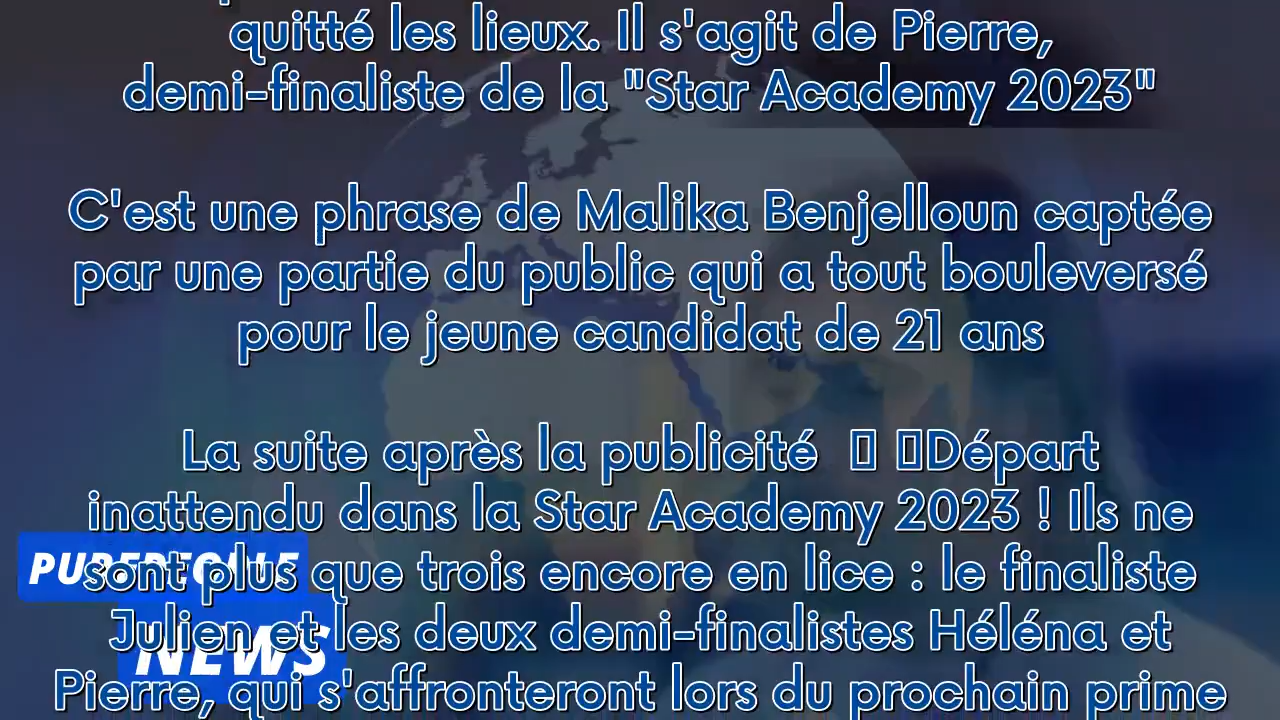 quitté les lieux. Il s'agit de Pierre,
demi-finaliste de la "Star Academy 2023"
C'est une phrase de Malika Benjelloun captée
par une partie du public qui a tout bouleversé
pour le jeune candidat de 21 ans
La suite après la publicité Départ
inattendu dans la Star Academy 2023 ! Ils ne
sont plus que trois encore en lice : le finaliste
Julien et les deux demi-finalistes Héléna et
Pierre, qui s'affronteront lors du prochain prime
NEWS